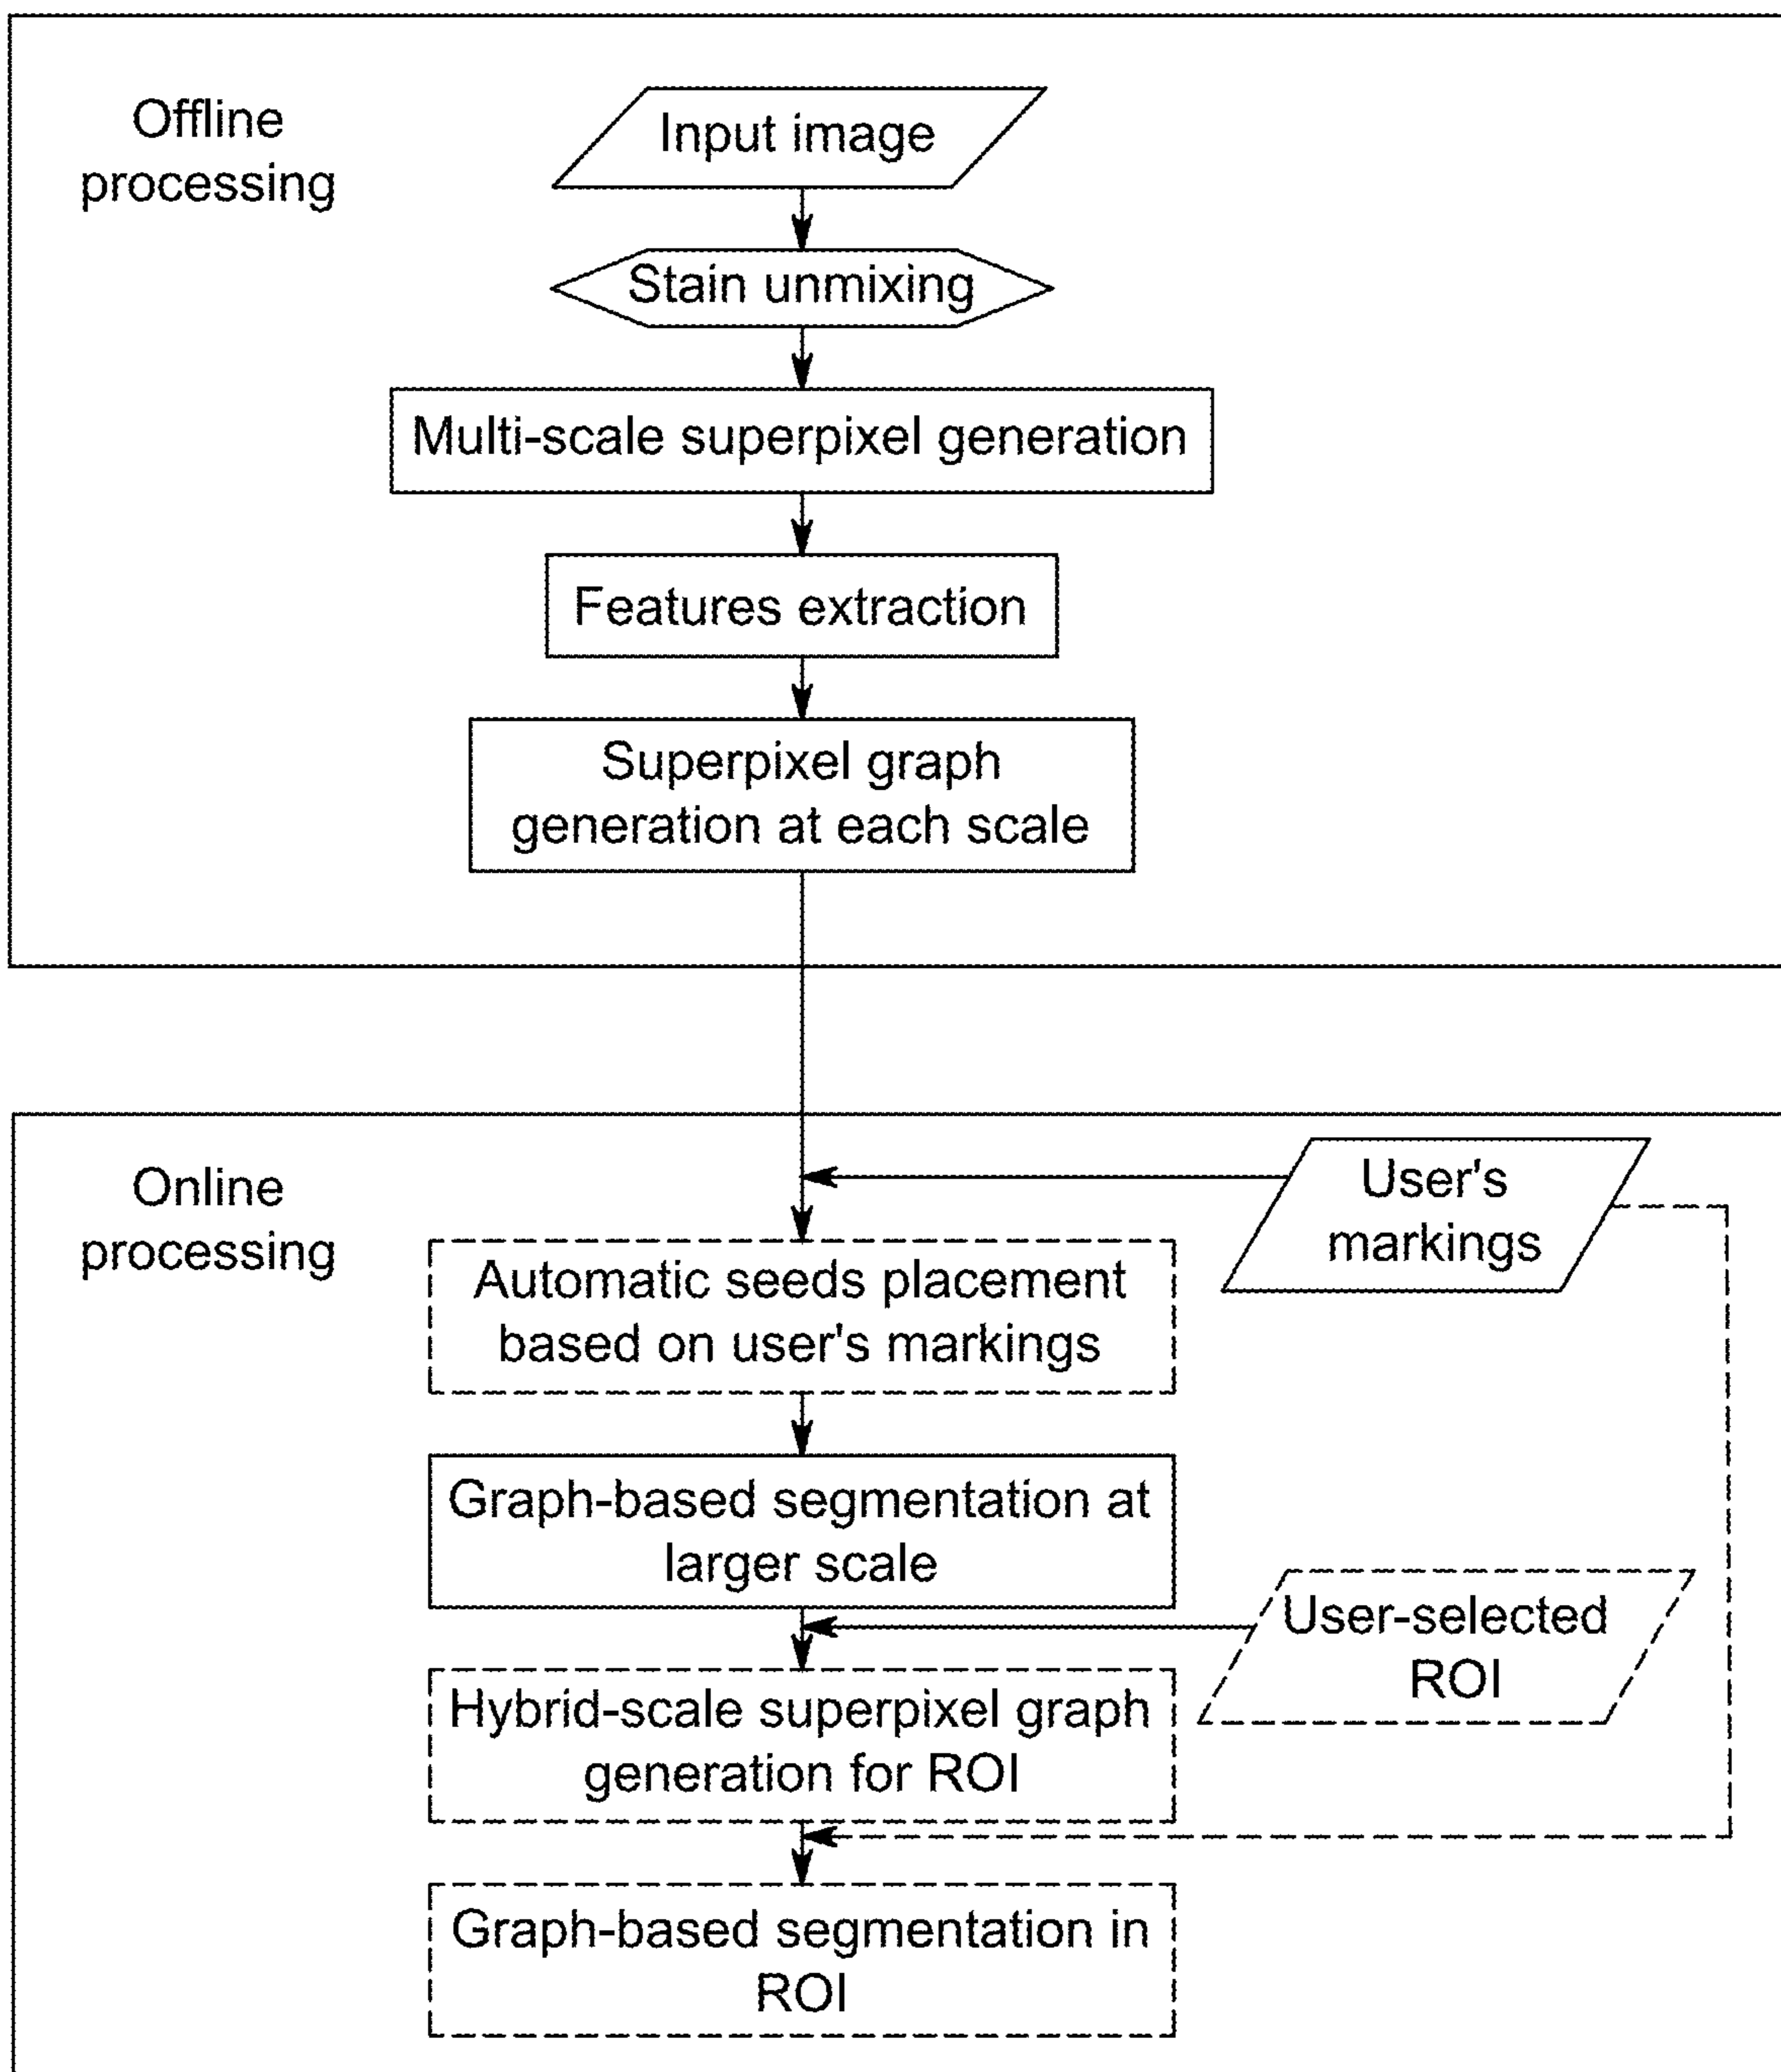 Offline
processing
Input image
Stain unmixing
Multi-scale superpixel generation
Features extraction
Superpixel graph
generation at each scale
Online
processing
User's
markings
Automatic seeds placement
based on user's markings
Graph-based segmentation at
larger scale
User-selected
ROI
Hybrid-scale superpixel graph
generation for ROI
Graph-based segmentation in
ROI